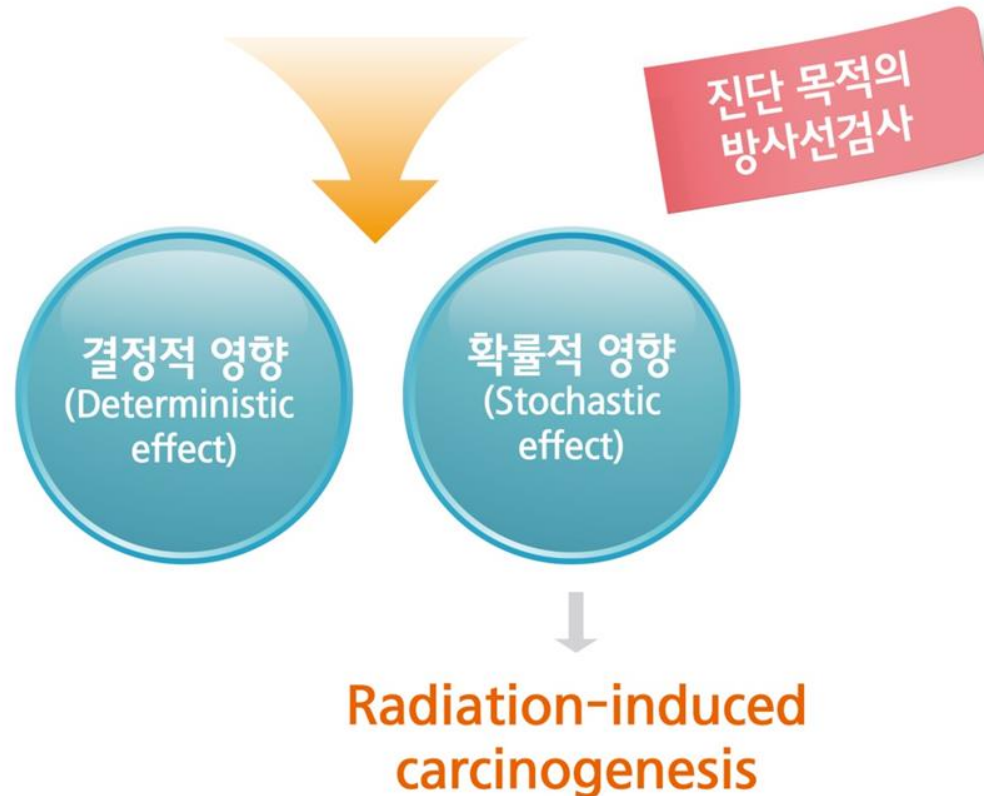 진단 목적의
방사선검사
결정적 영향
(Deterministic
effect)
확률적 영향
(Stochastic
effect)
Radiation-induced
carcinogenesis